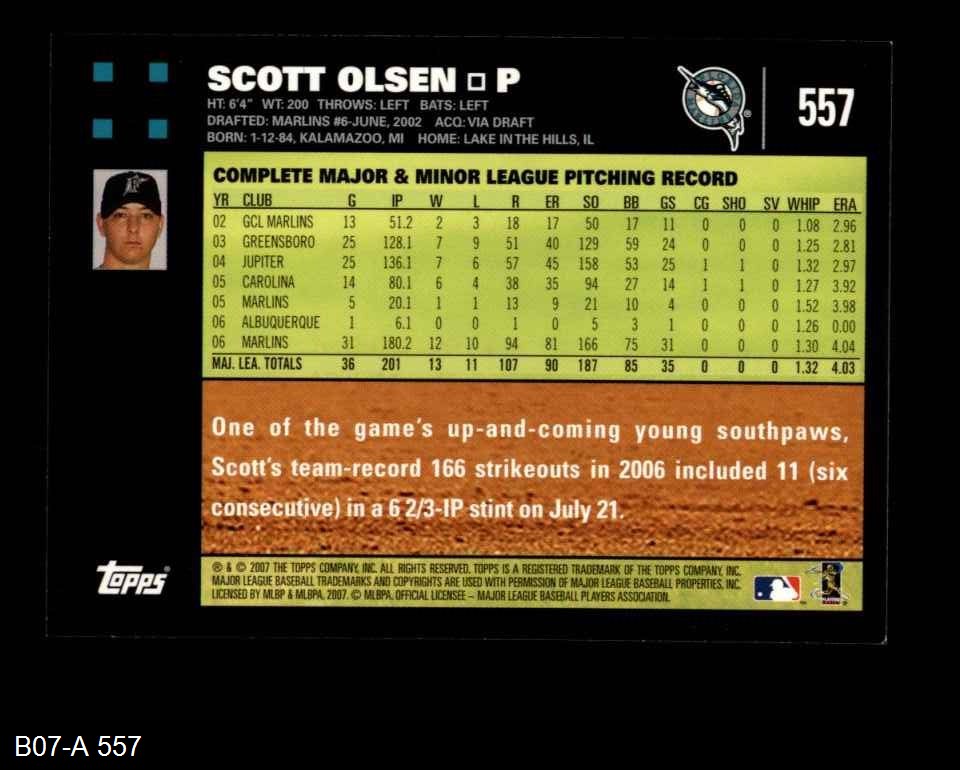 SCOTT OLSEN □ P
557
HT: 6'4" WT: 200 THROWS: LEFT BATS: LEFT
DRAFTED: MARLINS #6-JUNE, 2002 ACQ: VIA DRAFT
BORN: 1-12-84, KALAMAZOO, MI HOME: LAKE IN THE HILLS, IL
COMPLETE MAJOR & MINOR LEAGUE PITCHING RECORD
YR CLUB G IP W L R ER SO BB GS CG SHO SV WHIP ERA
02 GCL MARLINS 13 51.2 2 3 18 17 50 17 11 0 0 0 1.08 2.96
03 GREENSBORO 25 128.1 7 9 51 40 129 59 24 0 0 0 1.25 2.81
04 JUPITER 25 136.1 7 6 57 45 158 53 25 1 1 0 1.32 2.97
05 CAROLINA 14 80.1 6 4 38 35 94 27 14 1 1 0 1.27 3.92
05 MARLINS 5 20.1 1 1 13 9 21 10 4 0 0 0 1.52 3.98
06 ALBUQUERQUE 1 6.1 0 0 1 0 5 3 1 0 0 0 1.26 0.00
06 MARLINS 31 180.2 12 10 94 81 166 75 31 0 0 0 1.30 4.04
MAJ. LEA. TOTALS 36 201 13 11 107 90 187 85 35 0 0 0 1.32 4.03
One of the game's up-and-coming young southpaws,
Scott's team-record 166 strikeouts in 2006 included 11 (six
consecutive) in a 6 2/3-IP stint on July 21.
topps®
® & © 2007 THE TOPPS COMPANY, INC. ALL RIGHTS RESERVED. TOPPS IS A REGISTERED TRADEMARK OF THE TOPPS COMPANY, INC.
MAJOR LEAGUE BASEBALL TRADEMARKS AND COPYRIGHTS ARE USED WITH PERMISSION OF MAJOR LEAGUE BASEBALL PROPERTIES, INC.
LICENSED BY MLBP & MLBPA, 2007. © MLBPA, OFFICIAL LICENSEE – MAJOR LEAGUE BASEBALL PLAYERS ASSOCIATION.
B07-A 557